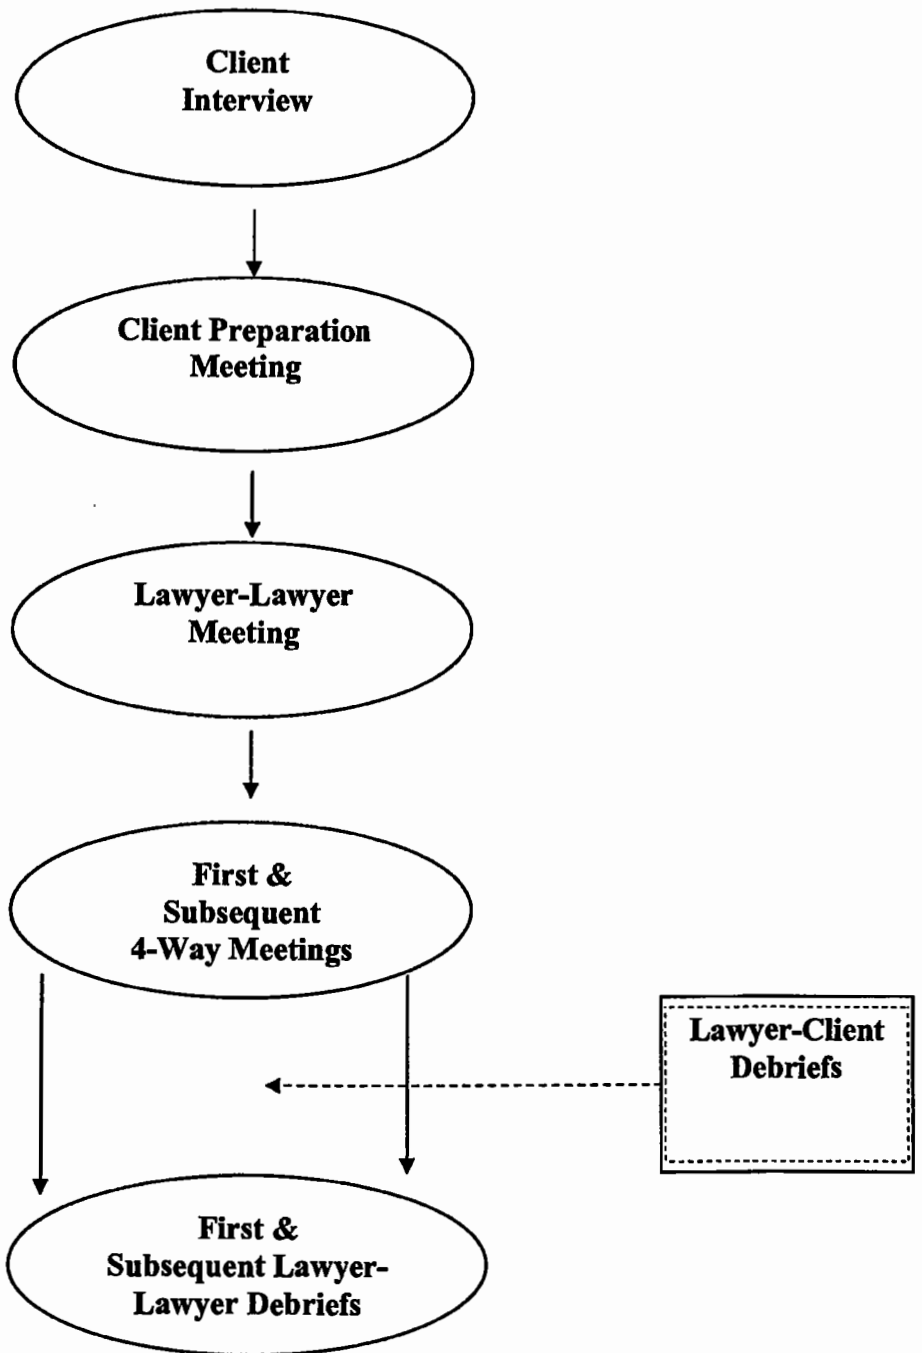 Client
Interview
Client Preparation
Meeting
Lawyer-Lawyer
Meeting
First &
Subsequent
4-Way Meetings
Lawyer-Client
Debriefs
First &
Subsequent Lawyer-
Lawyer Debriefs